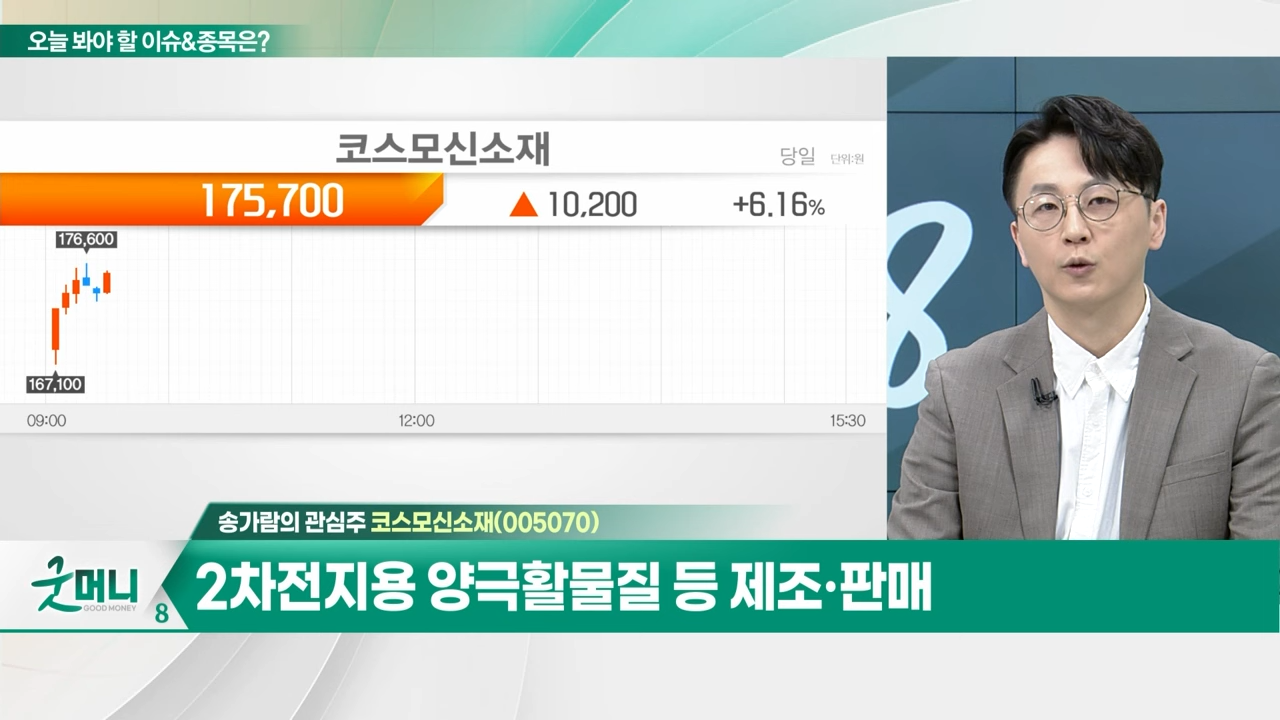 오늘 봐야 할 이슈&종목은?
코스모신소재
당일 단위:원
175,700 ▲ 10,200 +6.16%
176,600
167,100
09:00 12:00 15:30
8
송가람의 관심주 코스모신소재(005070)
굿머니
GOOD MONEY
8
2차전지용 양극활물질 등 제조·판매